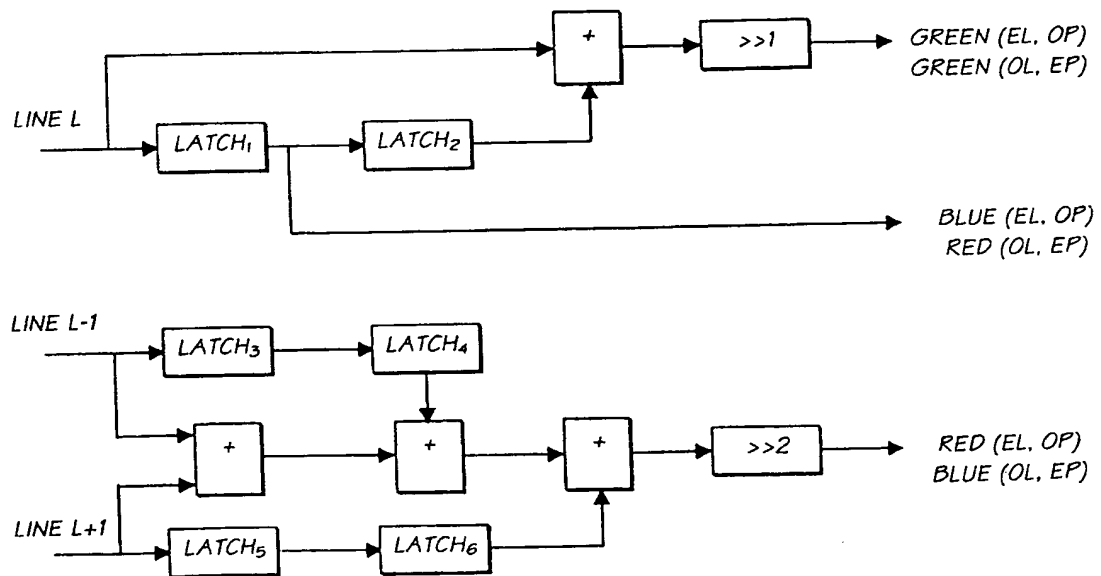 +
>>1
GREEN (EL, OP)
GREEN (OL, EP)
LINE L
LATCH₁
LATCH₂
BLUE (EL, OP)
RED (OL, EP)
LINE L-1
LATCH₃
LATCH₄
+
+
+
>>2
RED (EL, OP)
BLUE (OL, EP)
LINE L+1
LATCH₅
LATCH₆